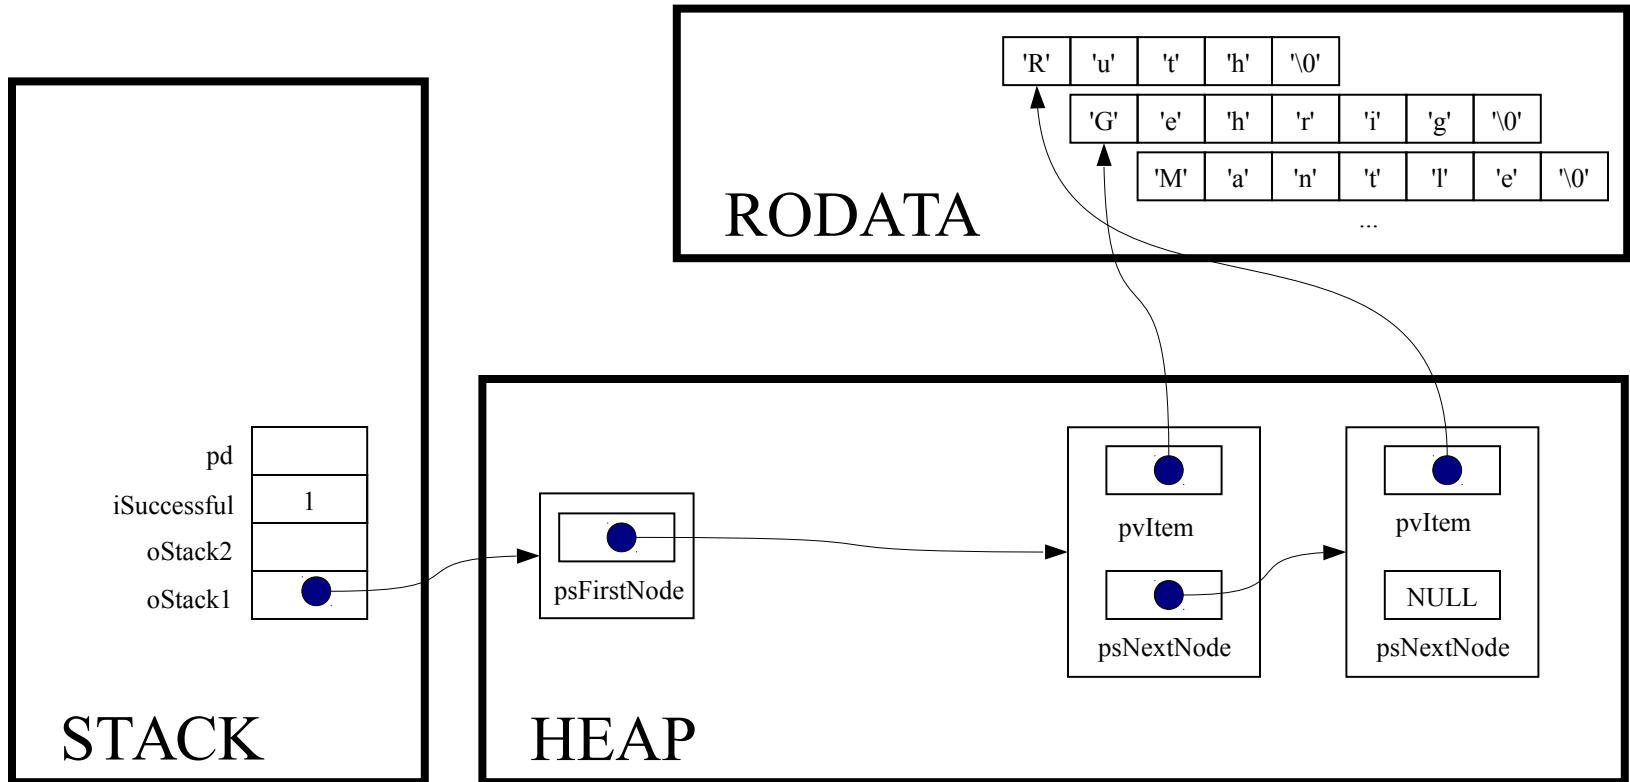 'R' 'u' 't' 'h' '\0'
'G' 'e' 'h' 'r' 'i' 'g' '\0'
'M' 'a' 'n' 't' 'l' 'e' '\0'
...
RODATA
pd
iSuccessful 1
oStack2
oStack1
STACK
psFirstNode
pvItem
psNextNode
pvItem
NULL
psNextNode
HEAP